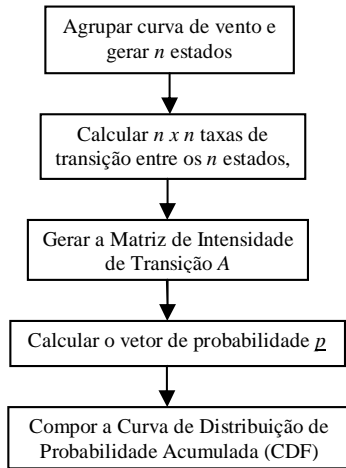 Agrupar curva de vento e
gerar n estados
Calcular n x n taxas de
transição entre os n estados,
Gerar a Matriz de Intensidade
de Transição A
Calcular o vetor de probabilidade p
Compor a Curva de Distribuição de
Probabilidade Acumulada (CDF)